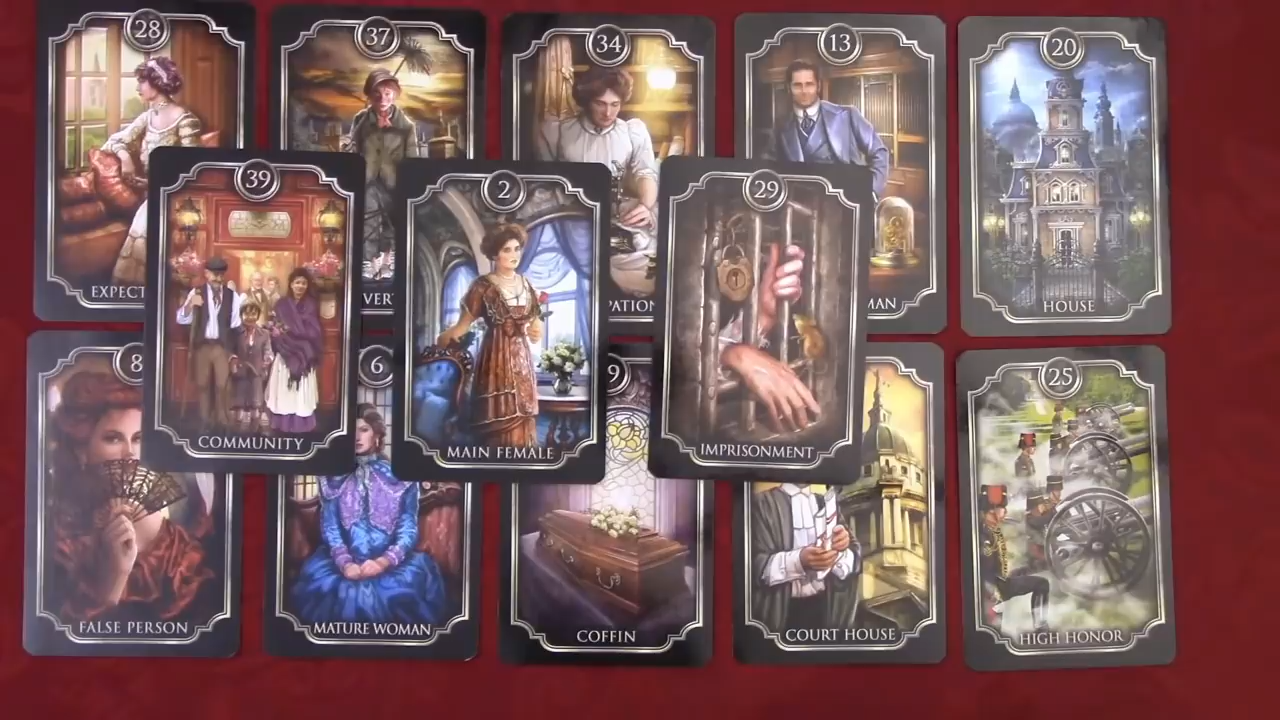 28
37
34
13
20
EXPECT
VER
PATION
MAN
HOUSE
39
2
29
COMMUNITY
MAIN FEMALE
IMPRISONMENT
8
6
9
25
FALSE PERSON
MATURE WOMAN
COFFIN
COURT HOUSE
HIGH HONOR